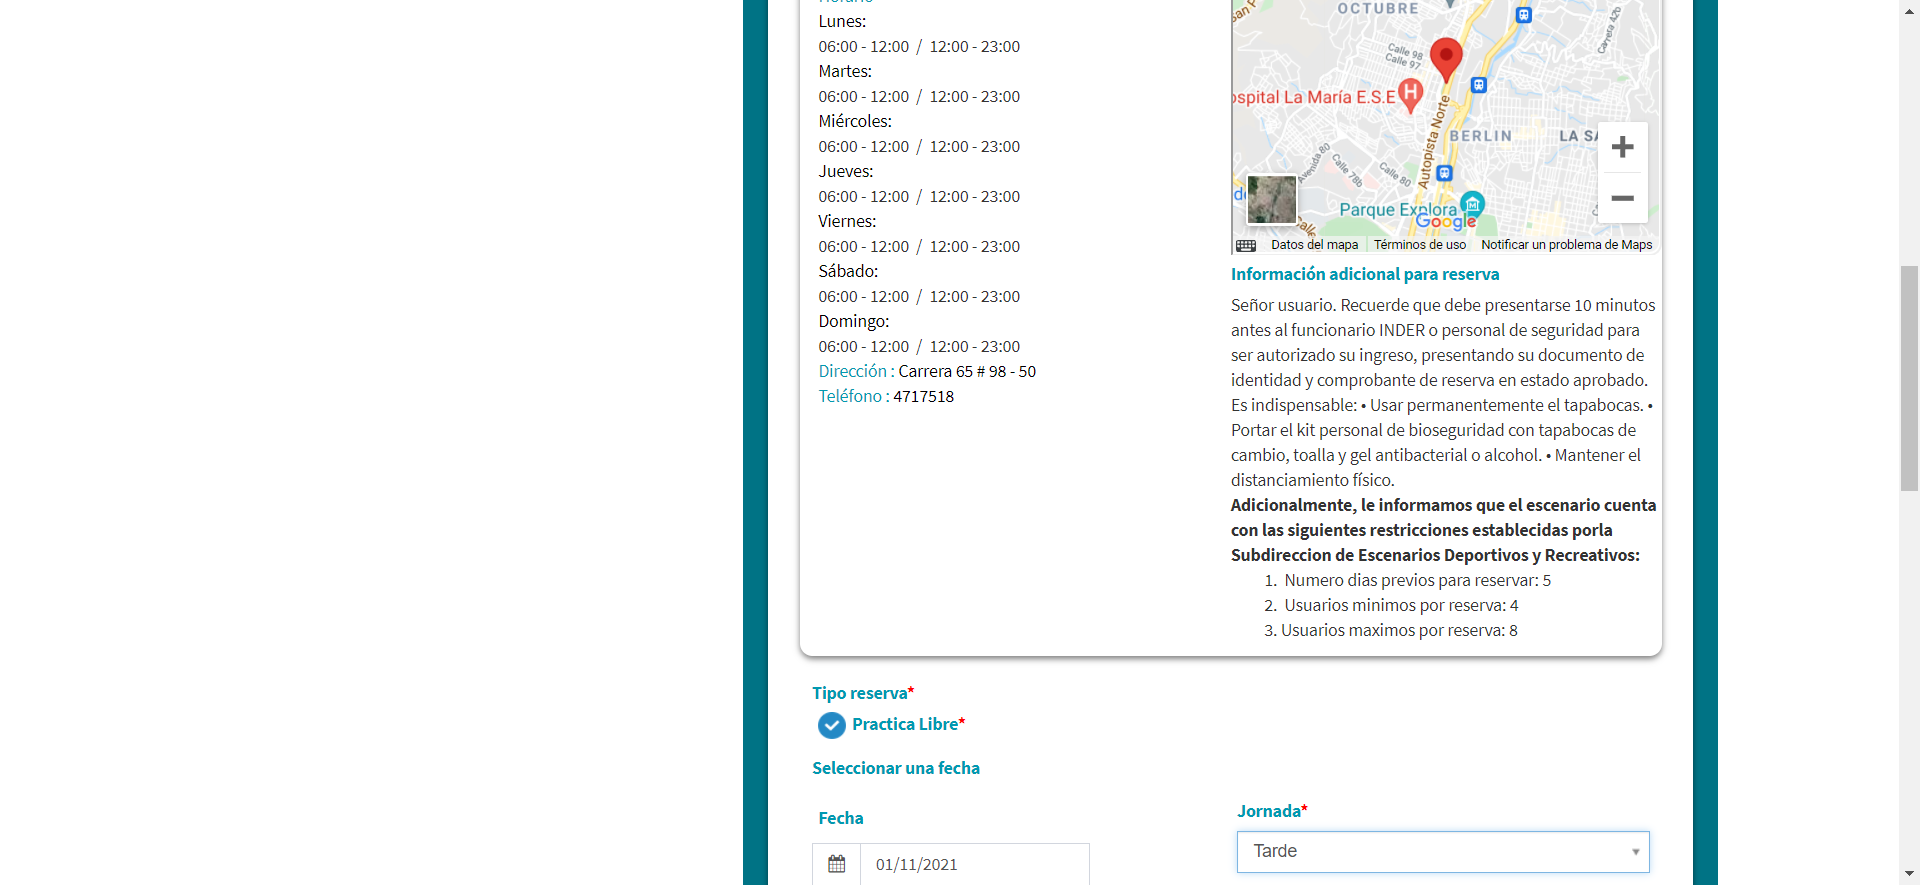 Horario
Lunes:
06:00 - 12:00 / 12:00 - 23:00
Martes:
06:00 - 12:00 / 12:00 - 23:00
Miércoles:
06:00 - 12:00 / 12:00 - 23:00
Jueves:
06:00 - 12:00 / 12:00 - 23:00
Viernes:
06:00 - 12:00 / 12:00 - 23:00
Sábado:
06:00 - 12:00 / 12:00 - 23:00
Domingo:
06:00 - 12:00 / 12:00 - 23:00
Dirección : Carrera 65 # 98 - 50
Teléfono : 4717518
OCTUBRE
Carrera 42b
Calle 98
Calle 97
ospital La María E.S.E
H
Autopista Norte
BERLIN
LA SA
Avenida 80
Calle 78b
Calle 80
Parque Explora
Google
Datos del mapa
Términos de uso
Notificar un problema de Maps
Información adicional para reserva
Señor usuario. Recuerde que debe presentarse 10 minutos
antes al funcionario INDER o personal de seguridad para
ser autorizado su ingreso, presentando su documento de
identidad y comprobante de reserva en estado aprobado.
Es indispensable: • Usar permanentemente el tapabocas. •
Portar el kit personal de bioseguridad con tapabocas de
cambio, toalla y gel antibacterial o alcohol. • Mantener el
distanciamiento físico.
Adicionalmente, le informamos que el escenario cuenta
con las siguientes restricciones establecidas porla
Subdireccion de Escenarios Deportivos y Recreativos:
1. Numero dias previos para reservar: 5
2. Usuarios minimos por reserva: 4
3. Usuarios maximos por reserva: 8
Tipo reserva*
Practica Libre*
Seleccionar una fecha
Fecha
01/11/2021
Jornada*
Tarde